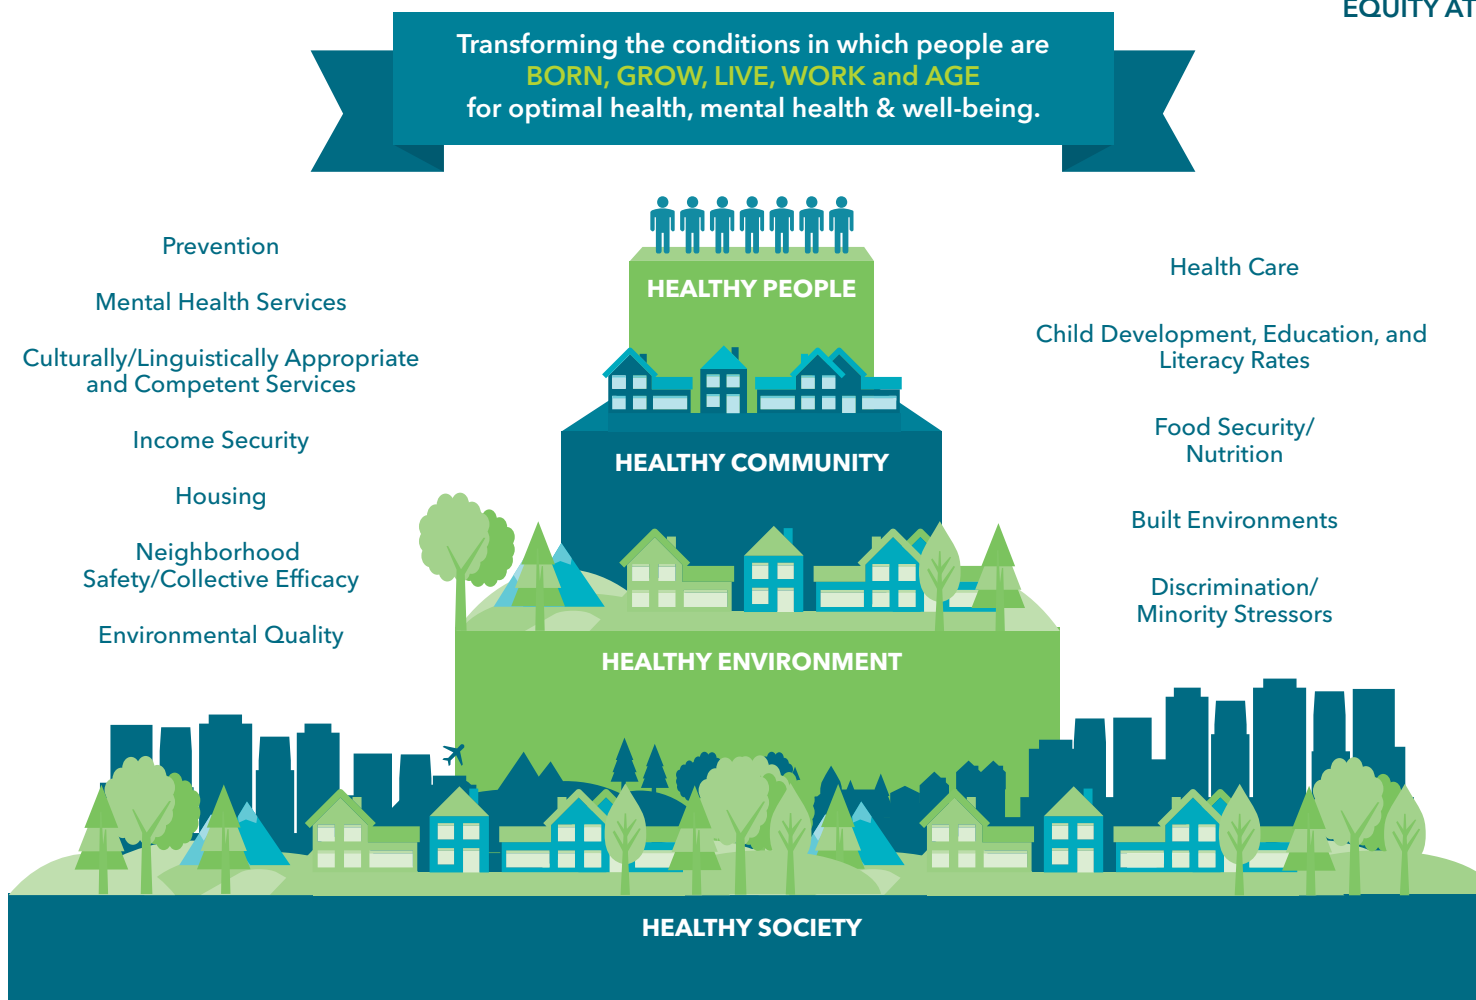 EQUITY AT
Transforming the conditions in which people are
BORN, GROW, LIVE, WORK and AGE
for optimal health, mental health & well-being.
Prevention
Mental Health Services
Culturally/Linguistically Appropriate
and Competent Services
Income Security
Housing
Neighborhood
Safety/Collective Efficacy
Environmental Quality
HEALTHY PEOPLE
HEALTHY COMMUNITY
HEALTHY ENVIRONMENT
HEALTHY SOCIETY
Health Care
Child Development, Education, and
Literacy Rates
Food Security/
Nutrition
Built Environments
Discrimination/
Minority Stressors